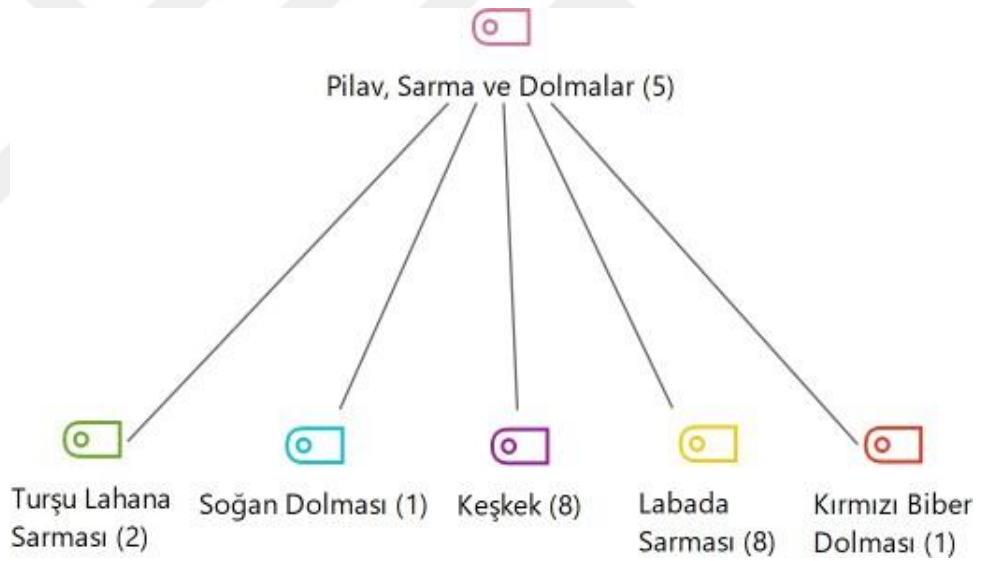 Pilav, Sarma ve Dolmalar (5)
Turşu Lahana
Sarması (2)
Soğan Dolması (1)
Keşkek (8)
Labada
Sarması (8)
Kırmızı Biber
Dolması (1)